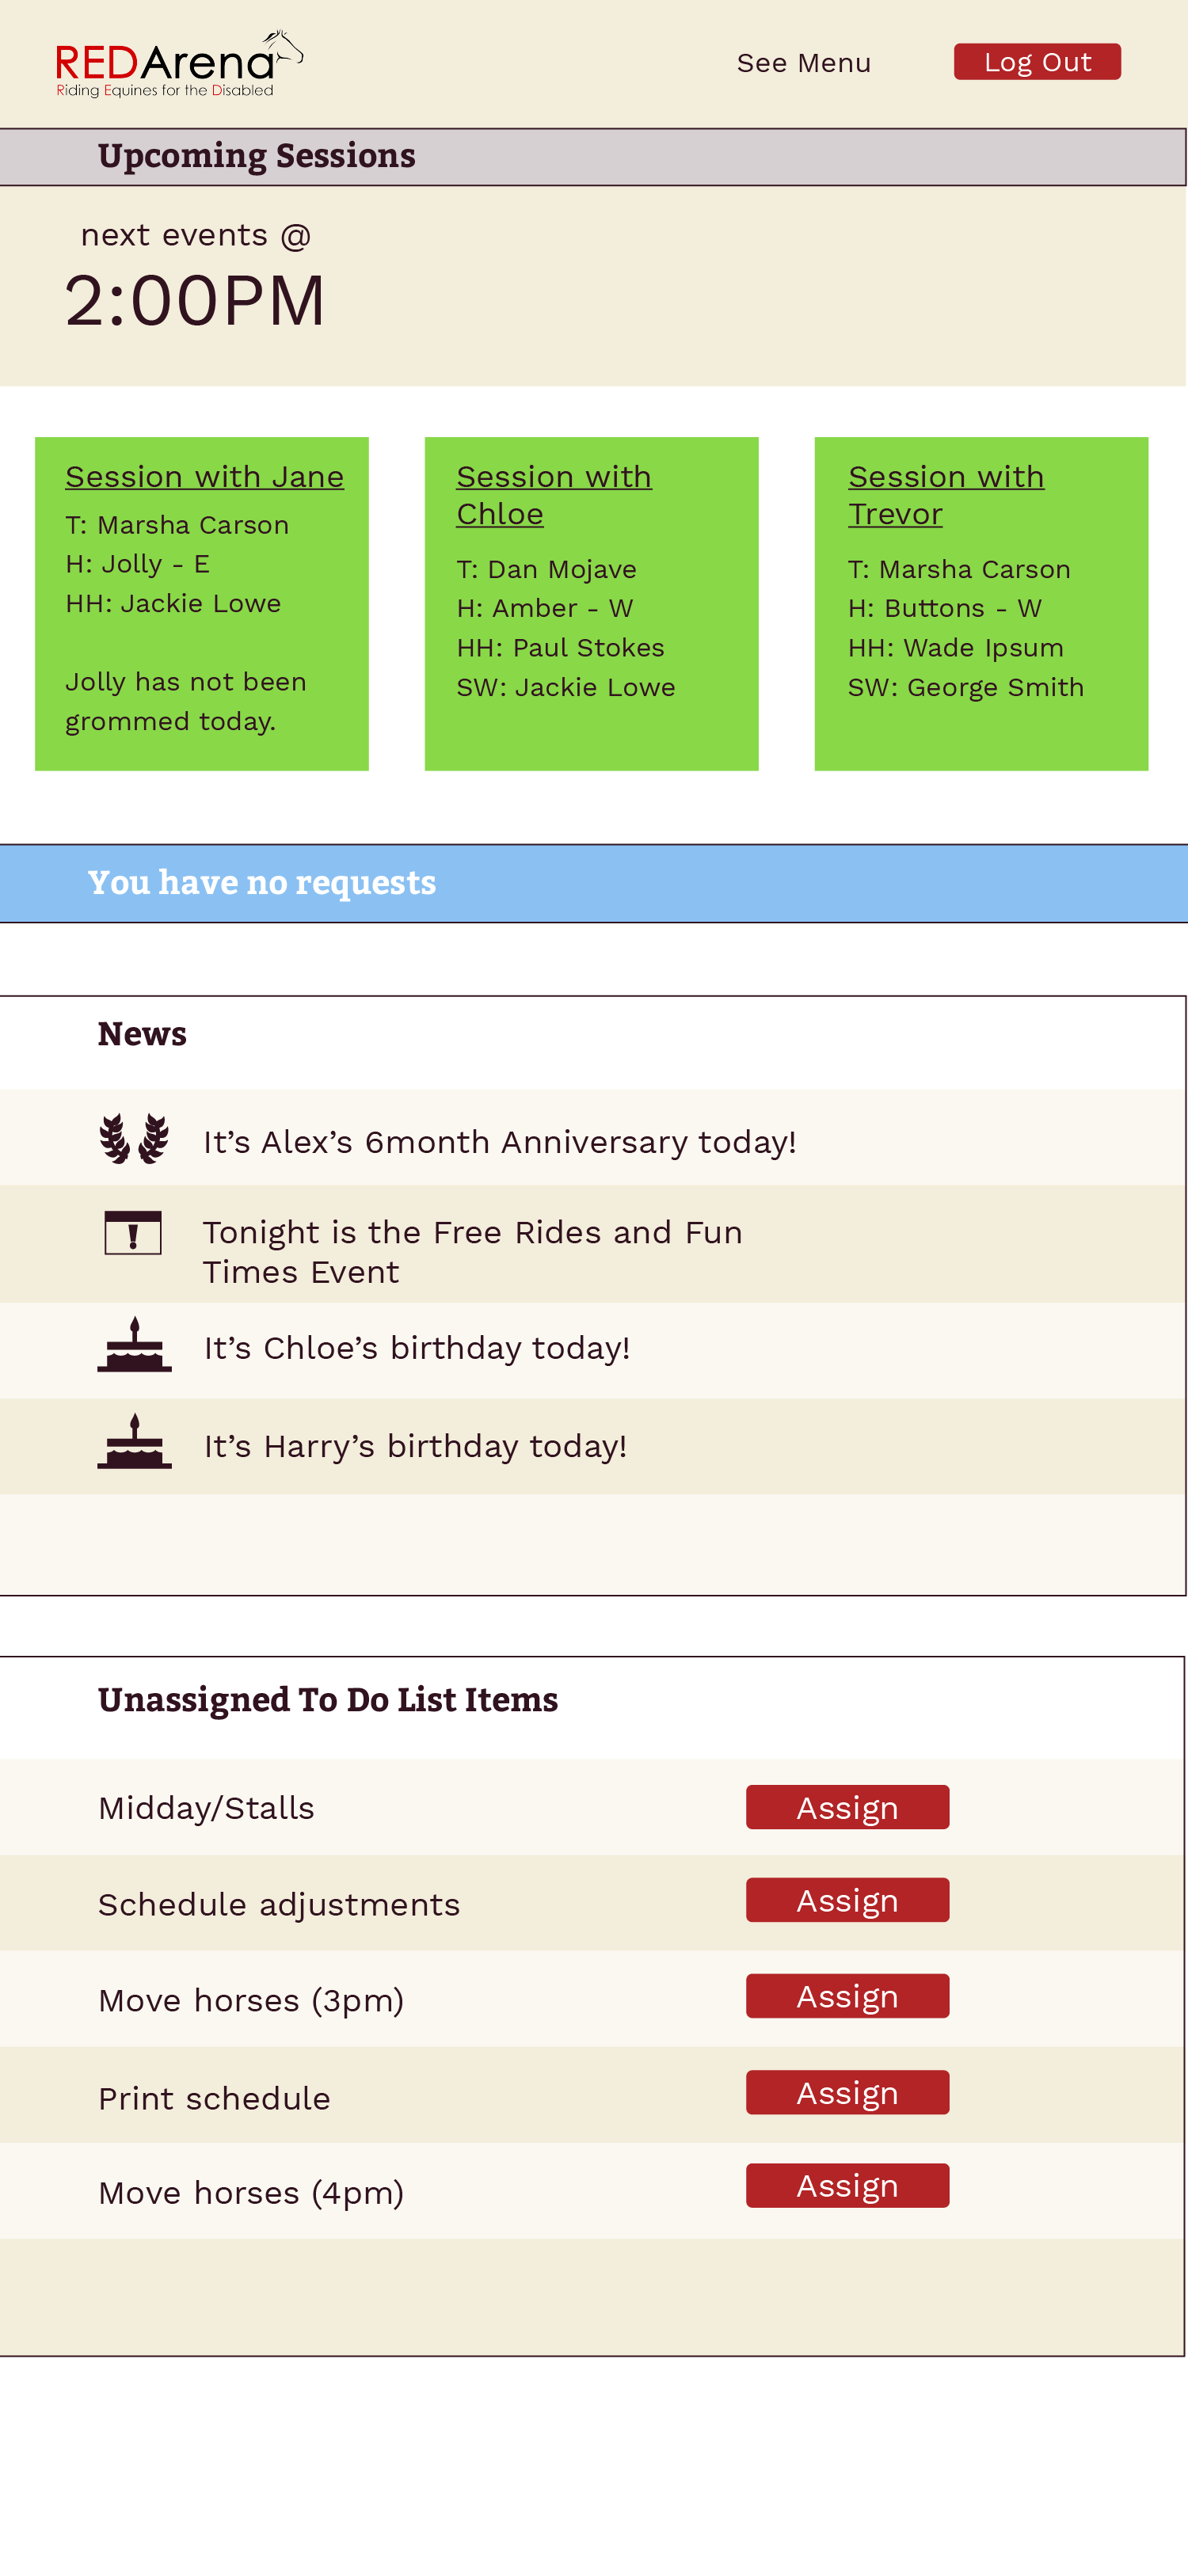 REDArena
Riding Equines for the Disabled
See Menu
Log Out
Upcoming Sessions
next events @
2:00PM
Session with Jane
T: Marsha Carson
H: Jolly - E
HH: Jackie Lowe
Jolly has not been
grommed today.
Session with
Chloe
T: Dan Mojave
H: Amber - W
HH: Paul Stokes
SW: Jackie Lowe
Session with
Trevor
T: Marsha Carson
H: Buttons - W
HH: Wade Ipsum
SW: George Smith
You have no requests
News
It’s Alex’s 6month Anniversary today!
Tonight is the Free Rides and Fun
Times Event
It’s Chloe’s birthday today!
It’s Harry’s birthday today!
Unassigned To Do List Items
Midday/Stalls
Assign
Schedule adjustments
Assign
Move horses (3pm)
Assign
Print schedule
Assign
Move horses (4pm)
Assign